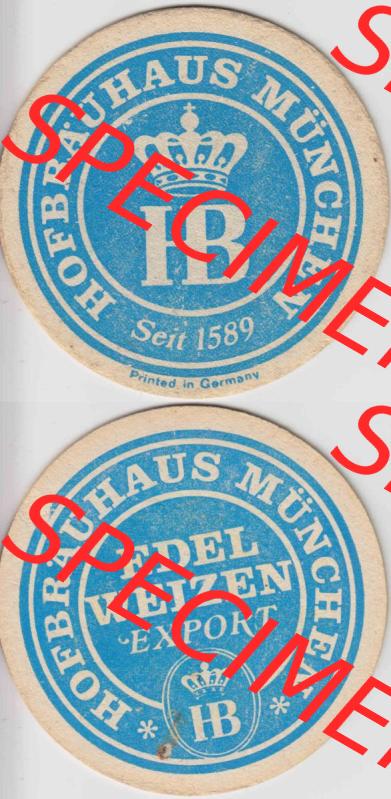 HOFBRÄUHAUS MÜNCHEN
HB
Seit 1589
Printed in Germany
SPECIMEN
HOFBRÄUHAUS MÜNCHEN
EDEL
WEIZEN
EXPORT
* HB *
SPECIMEN